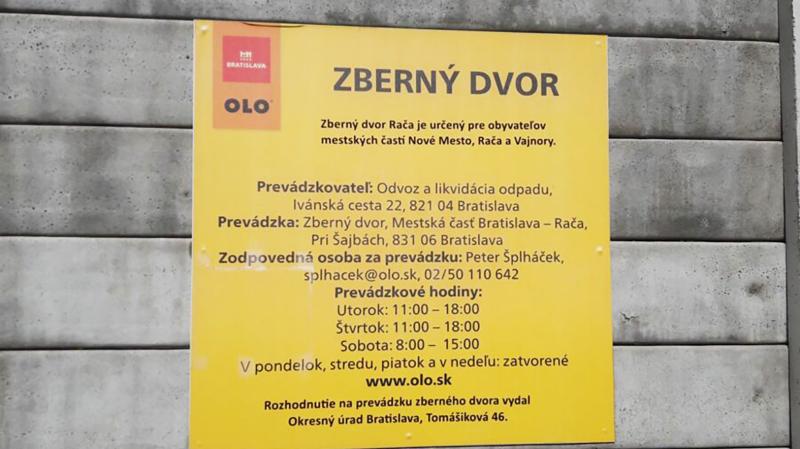 BRATISLAVA
OLO
ZBERNÝ DVOR
Zberný dvor Rača je určený pre obyvateľov
mestských častí Nové Mesto, Rača a Vajnory.
Prevádzkovateľ: Odvoz a likvidácia odpadu,
Ivánská cesta 22, 821 04 Bratislava
Prevádzka: Zberný dvor, Mestská časť Bratislava – Rača,
Pri Šajbách, 831 06 Bratislava
Zodpovedná osoba za prevádzku: Peter Šplháček,
splhacek@olo.sk, 02/50 110 642
Prevádzkové hodiny:
Utorok: 11:00 – 18:00
Štvrtok: 11:00 – 18:00
Sobota: 8:00 – 15:00
V pondelok, stredu, piatok a v nedeľu: zatvorené
www.olo.sk
Rozhodnutie na prevádzku zberného dvora vydal
Okresný úrad Bratislava, Tomášiková 46.